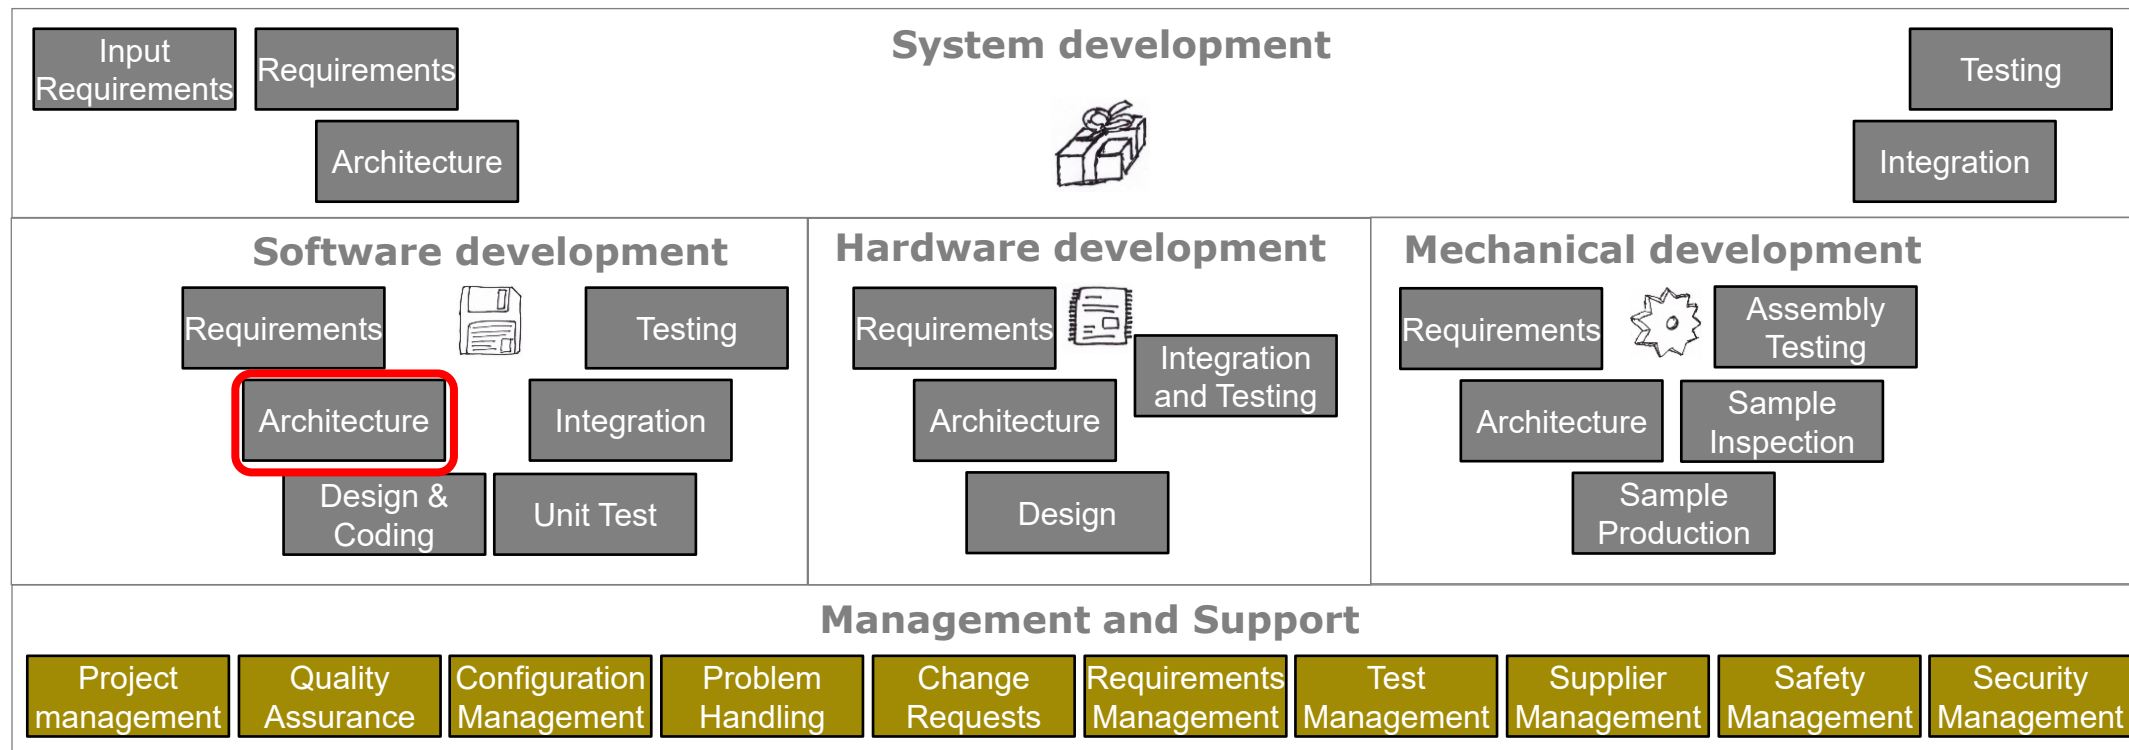 System development
Input
Requirements
Requirements
Architecture
Testing
Integration
Software development
Requirements
Testing
Architecture
Integration
Design &
Coding
Unit Test
Hardware development
Requirements
Integration
and Testing
Architecture
Design
Mechanical development
Requirements
Assembly
Testing
Architecture
Sample
Inspection
Sample
Production
Management and Support
Project
management
Quality
Assurance
Configuration
Management
Problem
Handling
Change
Requests
Requirements
Management
Test
Management
Supplier
Management
Safety
Management
Security
Management